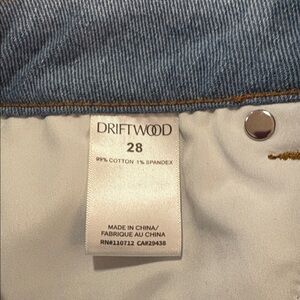 DRIFTWOOD
28
99% COTTON 1% SPANDEX
MADE IN CHINA/
FABRIQUE AU CHINA
RN#110712 CA#29438